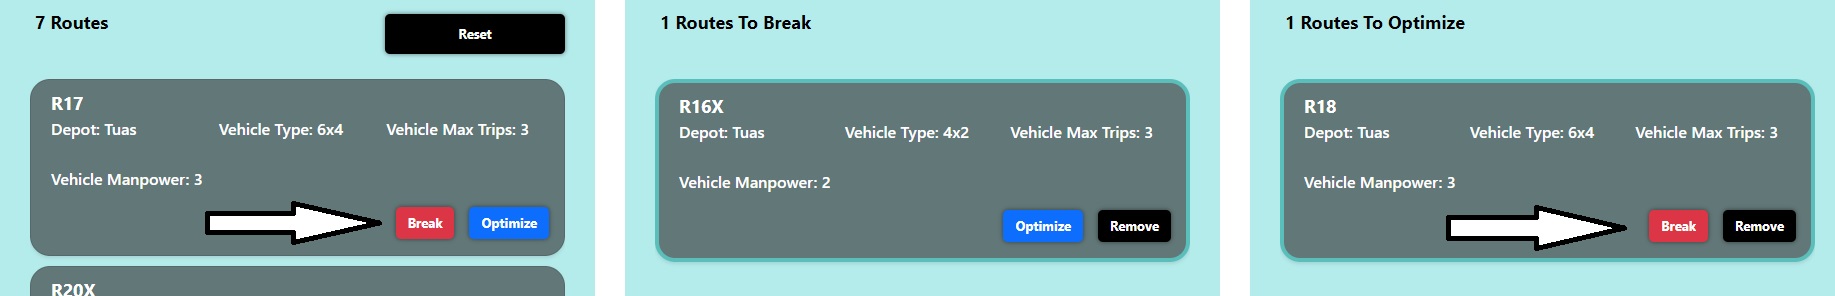 7 Routes
Reset
R17
Depot: Tuas Vehicle Type: 6x4 Vehicle Max Trips: 3
Vehicle Manpower: 3
Break Optimize
R20X
1 Routes To Break
R16X
Depot: Tuas Vehicle Type: 4x2 Vehicle Max Trips: 3
Vehicle Manpower: 2
Optimize Remove
1 Routes To Optimize
R18
Depot: Tuas Vehicle Type: 6x4 Vehicle Max Trips: 3
Vehicle Manpower: 3
Break Remove